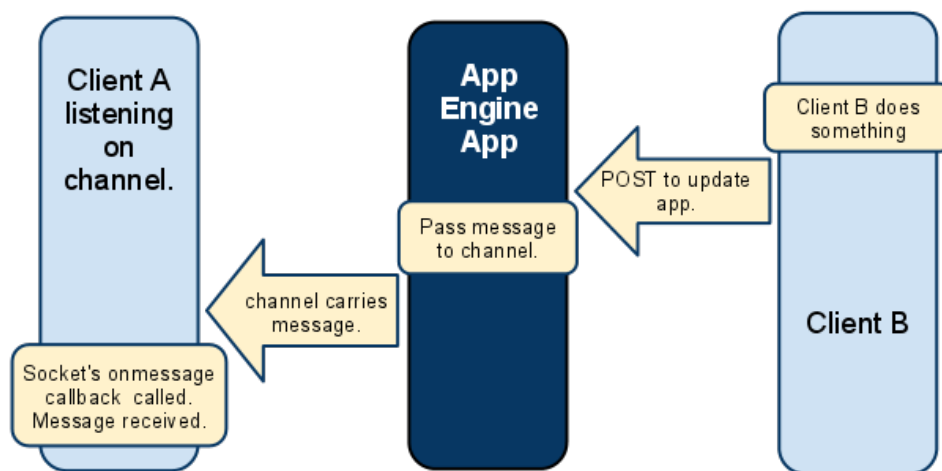 Client A
listening
on
channel.
App
Engine
App
Client B does
something
POST to update
app.
Pass message
to channel.
channel carries
message.
Client B
Socket's onmessage
callback called.
Message received.